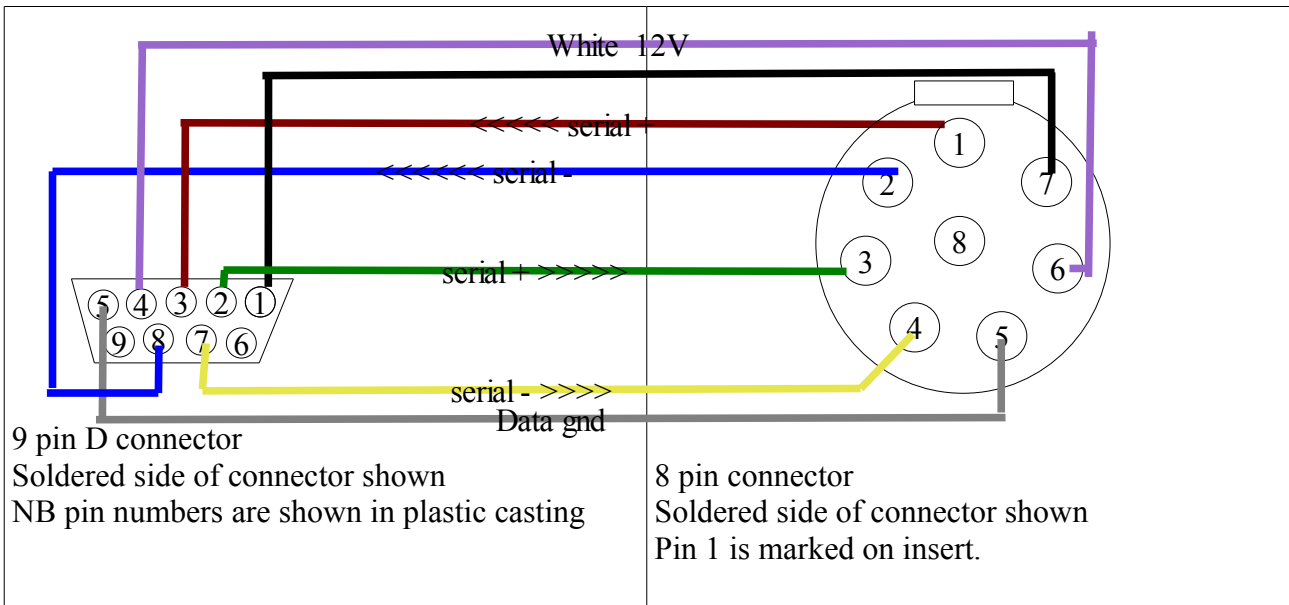 White 12V
<<<<< serial +
<<<<<< serial -
serial + >>>>>
serial - >>>>
Data gnd
5 4 3 2 1
9 8 7 6
1
2 7
8
3 6
4 5
9 pin D connector
Soldered side of connector shown
NB pin numbers are shown in plastic casting
8 pin connector
Soldered side of connector shown
Pin 1 is marked on insert.